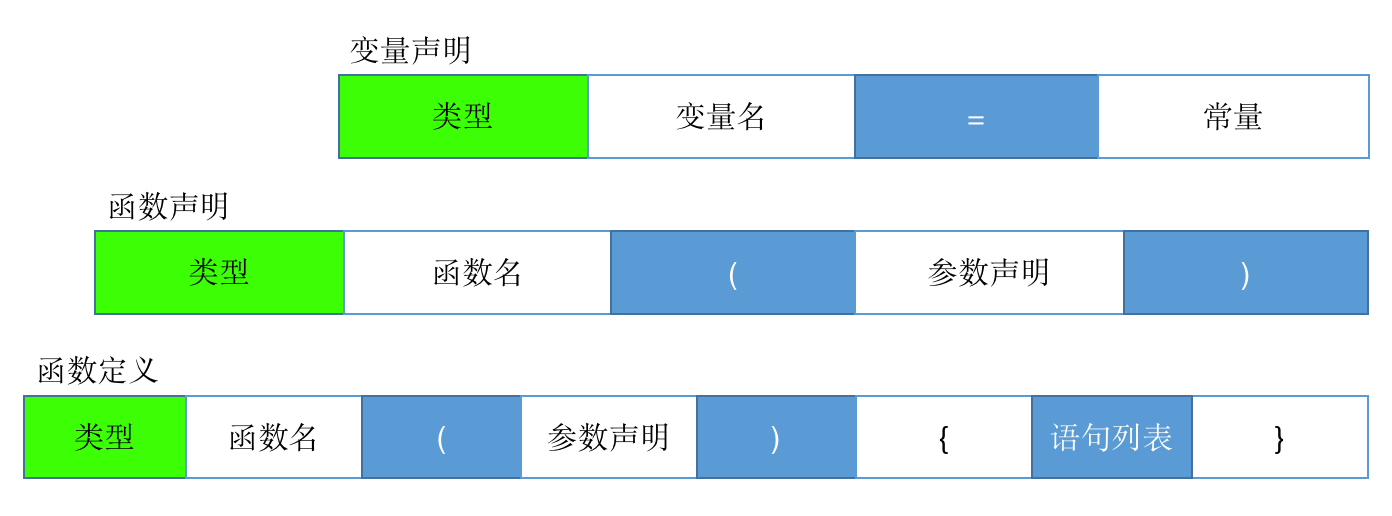 变量声明
类型 变量名 = 常量
函数声明
类型 函数名 ( 参数声明 )
函数定义
类型 函数名 ( 参数声明 ) { 语句列表 }